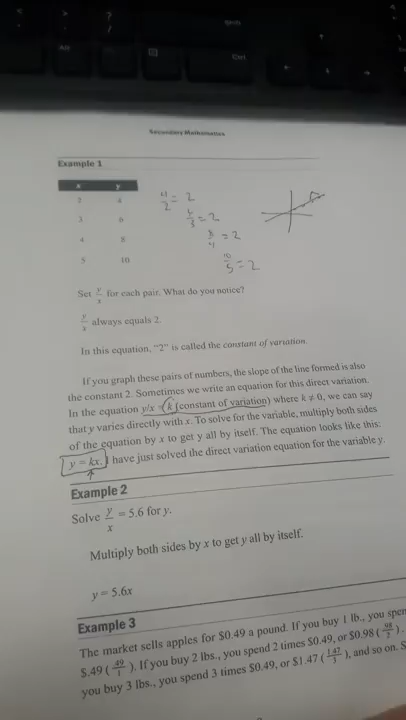 Shift
Alt
Ctrl
Secondary Mathematics
Example 1
x y
2 4
3 6
4 8
5 10
4/2 = 2
6/3 = 2
8/4 = 2
10/5 = 2
Set y/x for each pair. What do you notice?
y/x always equals 2.
In this equation, "2" is called the constant of variation.
If you graph these pairs of numbers, the slope of the line formed is also
the constant 2. Sometimes we write an equation for this direct variation.
In the equation y/x = k (constant of variation) where k ≠ 0, we can say
that y varies directly with x. To solve for the variable, multiply both sides
of the equation by x to get y all by itself. The equation looks like this:
y = kx. I have just solved the direct variation equation for the variable y.
Example 2
Solve y/x = 5.6 for y.
Multiply both sides by x to get y all by itself.
y = 5.6x
Example 3
The market sells apples for $0.49 a pound. If you buy 1 lb., you spen
$.49 (.49/1). If you buy 2 lbs., you spend 2 times $0.49, or $0.98 (.98/2).
you buy 3 lbs., you spend 3 times $0.49, or $1.47 (1.47/3), and so on. S